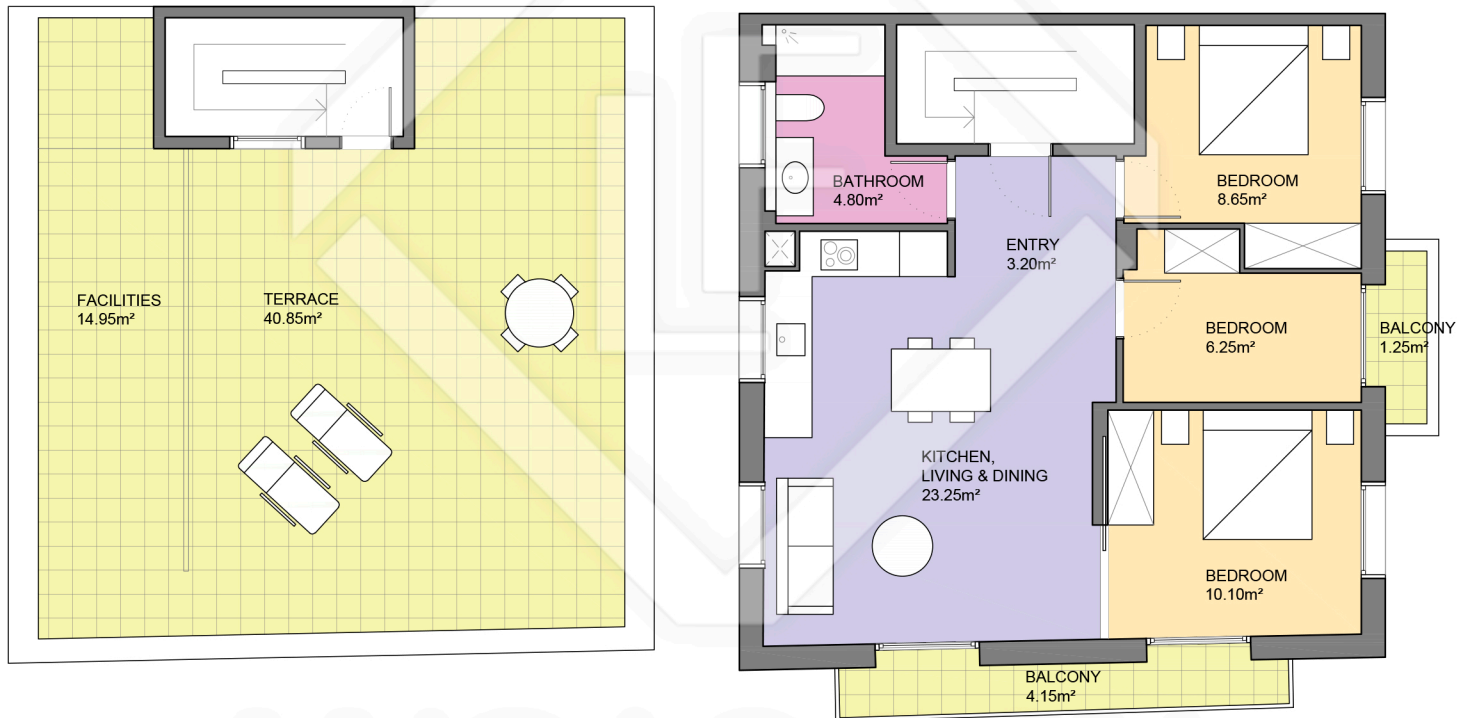 FACILITIES
14.95m²
TERRACE
40.85m²
BATHROOM
4.80m²
ENTRY
3.20m²
BEDROOM
8.65m²
BEDROOM
6.25m²
BALCONY
1.25m²
KITCHEN,
LIVING & DINING
23.25m²
BEDROOM
10.10m²
BALCONY
4.15m²